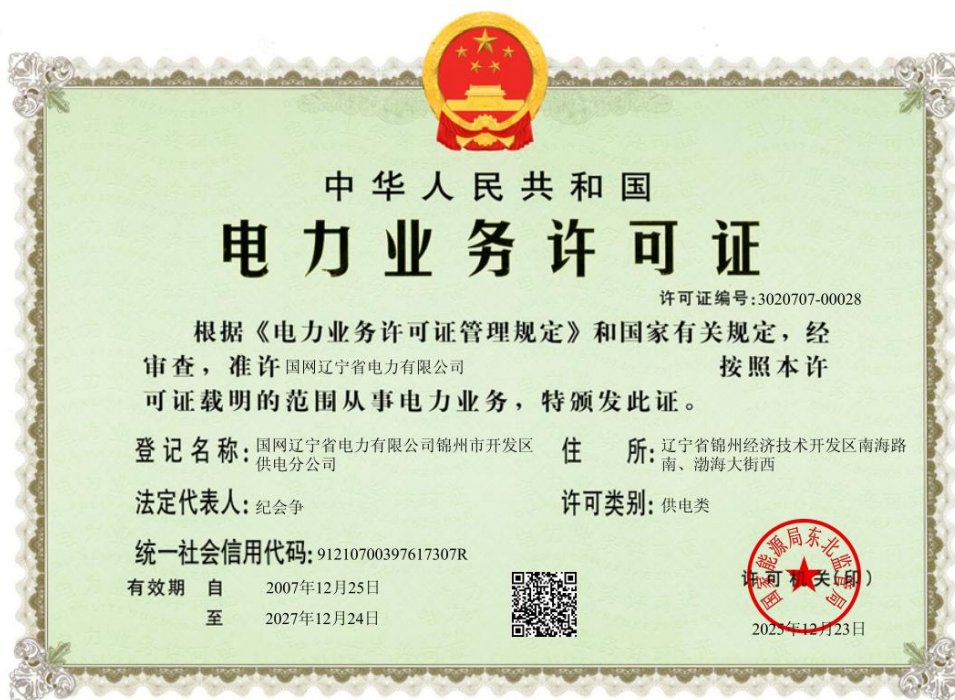 中华人民共和国
电力业务许可证
许可证编号:3020707-00028
根据《电力业务许可证管理规定》和国家有关规定，经
审查，准许国网辽宁省电力有限公司 按照本许
可证载明的范围从事电力业务，特颁发此证。
登记名称:国网辽宁省电力有限公司锦州市开发区
供电分公司
住 所:辽宁省锦州经济技术开发区南海路
南、渤海大街西
法定代表人:纪会争
许可类别:供电类
统一社会信用代码:91210700397617307R
有效期 自 2007年12月25日
至 2027年12月24日
国家能源局东北监管局
许可机关(印)
2025年12月23日